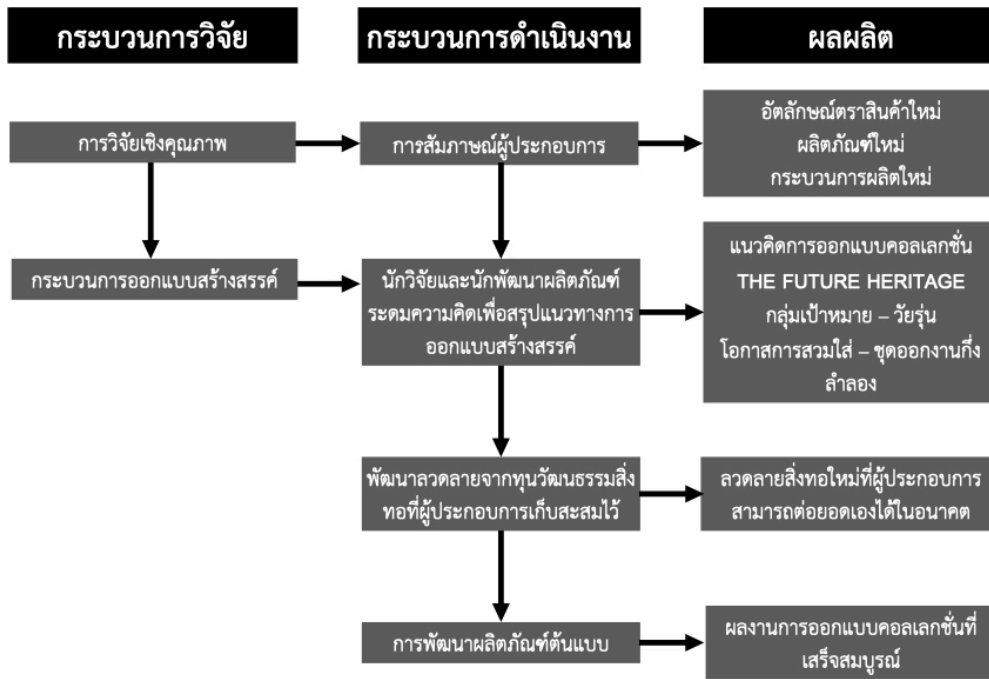 กระบวนการวิจัย
กระบวนการดำเนินงาน
ผลผลิต
การวิจัยเชิงคุณภาพ
การสัมภาษณ์ผู้ประกอบการ
อัตลักษณ์ตราสินค้าใหม่
ผลิตภัณฑ์ใหม่
กระบวนการผลิตใหม่
กระบวนการออกแบบสร้างสรรค์
นักวิจัยและนักพัฒนาผลิตภัณฑ์
ระดมความคิดเพื่อสรุปแนวทางการ
ออกแบบสร้างสรรค์
แนวคิดการออกแบบคอลเลกชั่น
THE FUTURE HERITAGE
กลุ่มเป้าหมาย – วัยรุ่น
โอกาสการสวมใส่ – ชุดออกงานกึ่ง
ลำลอง
พัฒนาลวดลายจากทุนวัฒนธรรมสิ่ง
ทอที่ผู้ประกอบการเก็บสะสมไว้
ลวดลายสิ่งทอใหม่ที่ผู้ประกอบการ
สามารถต่อยอดเองได้ในอนาคต
การพัฒนาผลิตภัณฑ์ต้นแบบ
ผลงานการออกแบบคอลเลกชั่นที่
เสร็จสมบูรณ์